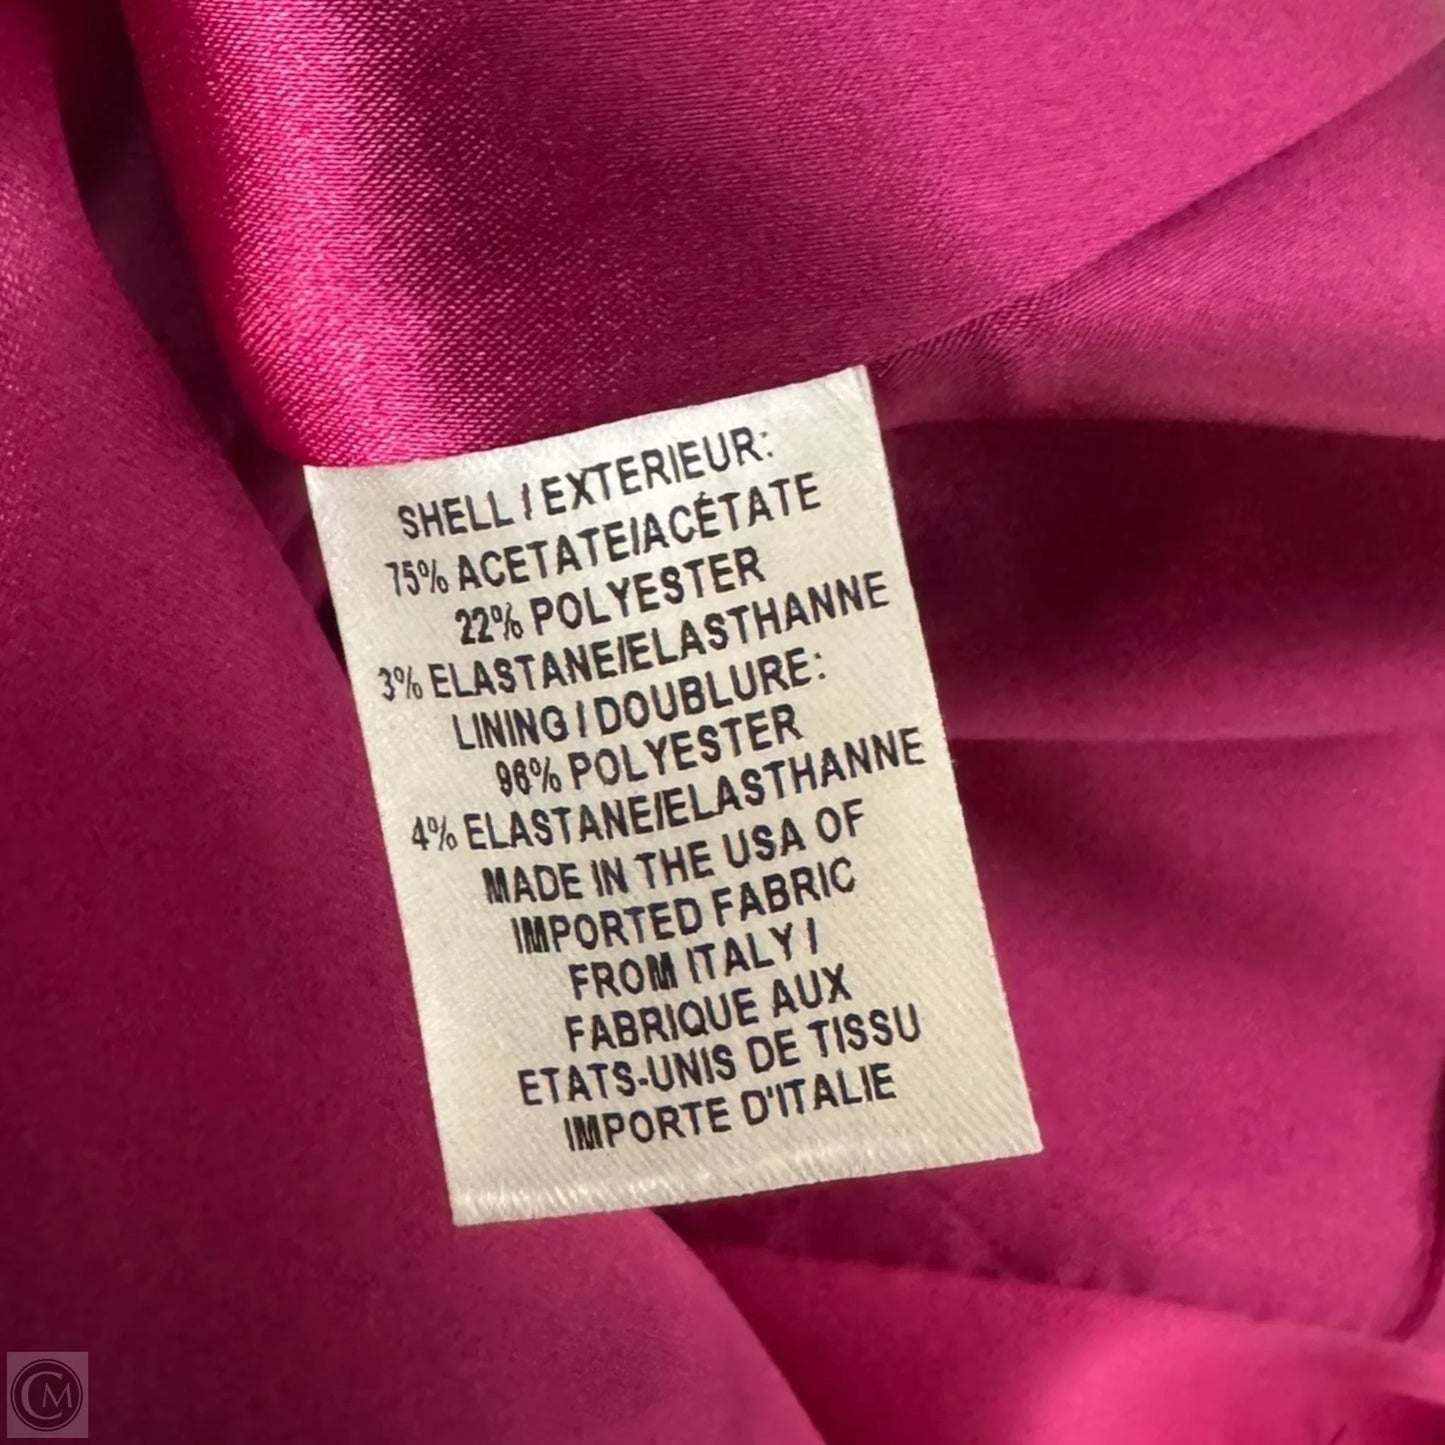 SHELL / EXTERIEUR:
75% ACETATE/ACÉTATE
22% POLYESTER
3% ELASTANE/ELASTHANNE
LINING / DOUBLURE:
96% POLYESTER
4% ELASTANE/ELASTHANNE
MADE IN THE USA OF
IMPORTED FABRIC
FROM ITALY /
FABRIQUE AUX
ETATS-UNIS DE TISSU
IMPORTE D'ITALIE
CM